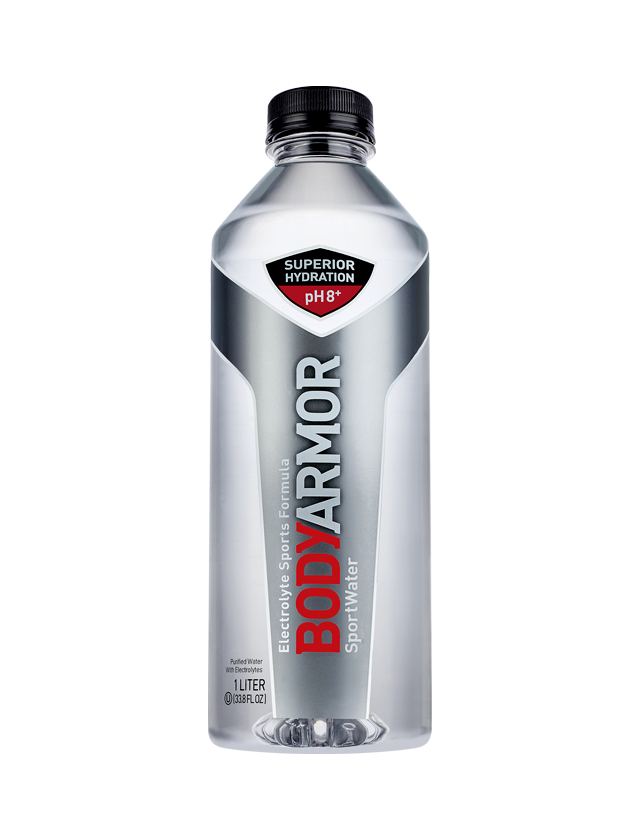 SUPERIOR
HYDRATION
pH8+
Electrolyte Sports Formula
BODYARMOR
SportWater
Purified Water
With Electrolytes
1 LITER
U (33.8 FL OZ)